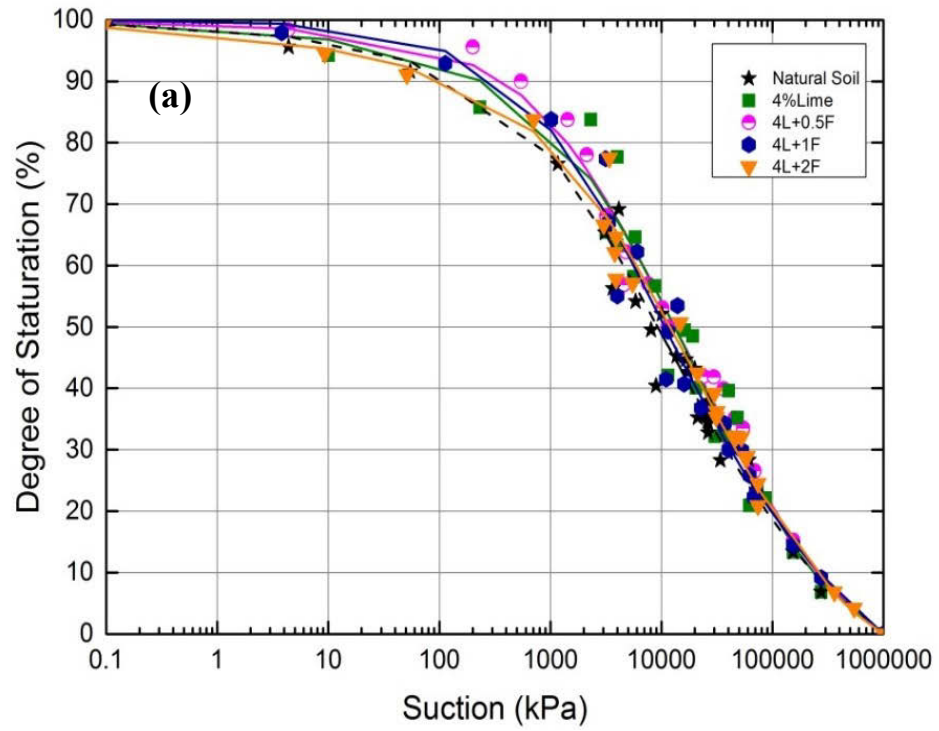 (a)
Natural Soil
4%Lime
4L+0.5F
4L+1F
4L+2F
Degree of Staturation (%)
100
90
80
70
60
50
40
30
20
10
0
0.1 1 10 100 1000 10000 100000 1000000
Suction (kPa)